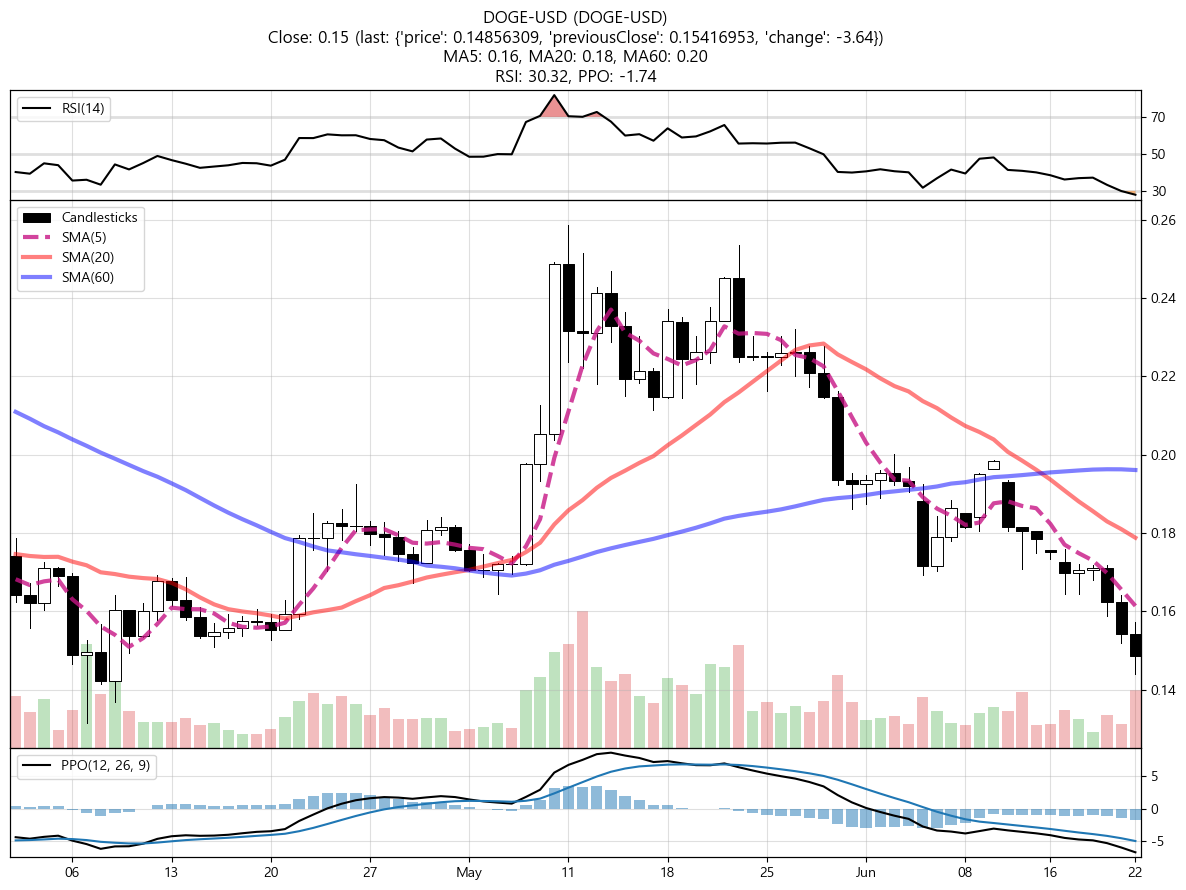 DOGE-USD (DOGE-USD)
Close: 0.15 (last: {'price': 0.14856309, 'previousClose': 0.15416953, 'change': -3.64})
MA5: 0.16, MA20: 0.18, MA60: 0.20
RSI: 30.32, PPO: -1.74
RSI(14)
70
50
30
Candlesticks
SMA(5)
SMA(20)
SMA(60)
0.26
0.24
0.22
0.20
0.18
0.16
0.14
PPO(12, 26, 9)
5
0
-5
06 13 20 27 May 11 18 25 Jun 08 16 22